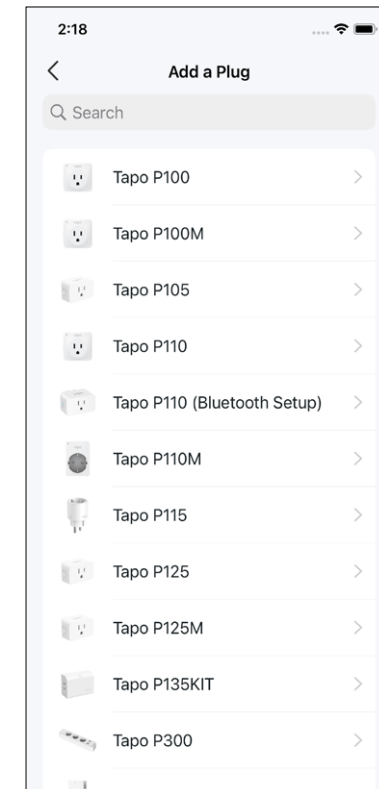 2:18
Add a Plug
Search
Tapo P100
Tapo P100M
Tapo P105
Tapo P110
Tapo P110 (Bluetooth Setup)
Tapo P110M
Tapo P115
Tapo P125
Tapo P125M
Tapo P135KIT
Tapo P300